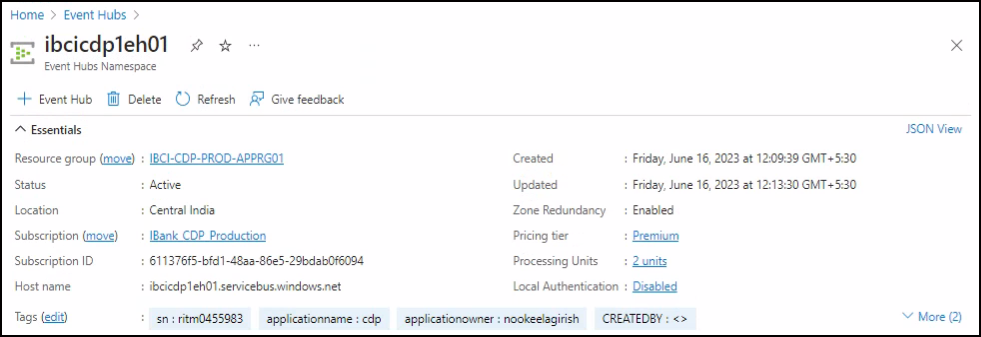 Home > Event Hubs >
ibcicdp1eh01
Event Hubs Namespace
Event Hub Delete Refresh Give feedback
Essentials JSON View
Resource group (move) : IBCI-CDP-PROD-APPRG01
Status : Active
Location : Central India
Subscription (move) : IBank CDP Production
Subscription ID : 611376f5-bfd1-48aa-86e5-29bdab0f6094
Host name : ibcicdp1eh01.servicebus.windows.net
Created : Friday, June 16, 2023 at 12:09:39 GMT+5:30
Updated : Friday, June 16, 2023 at 12:13:30 GMT+5:30
Zone Redundancy : Enabled
Pricing tier : Premium
Processing Units : 2 units
Local Authentication : Disabled
Tags (edit) : sn : ritm0455983 applicationname : cdp applicationowner : nookeelagirish CREATEDBY : <> More (2)